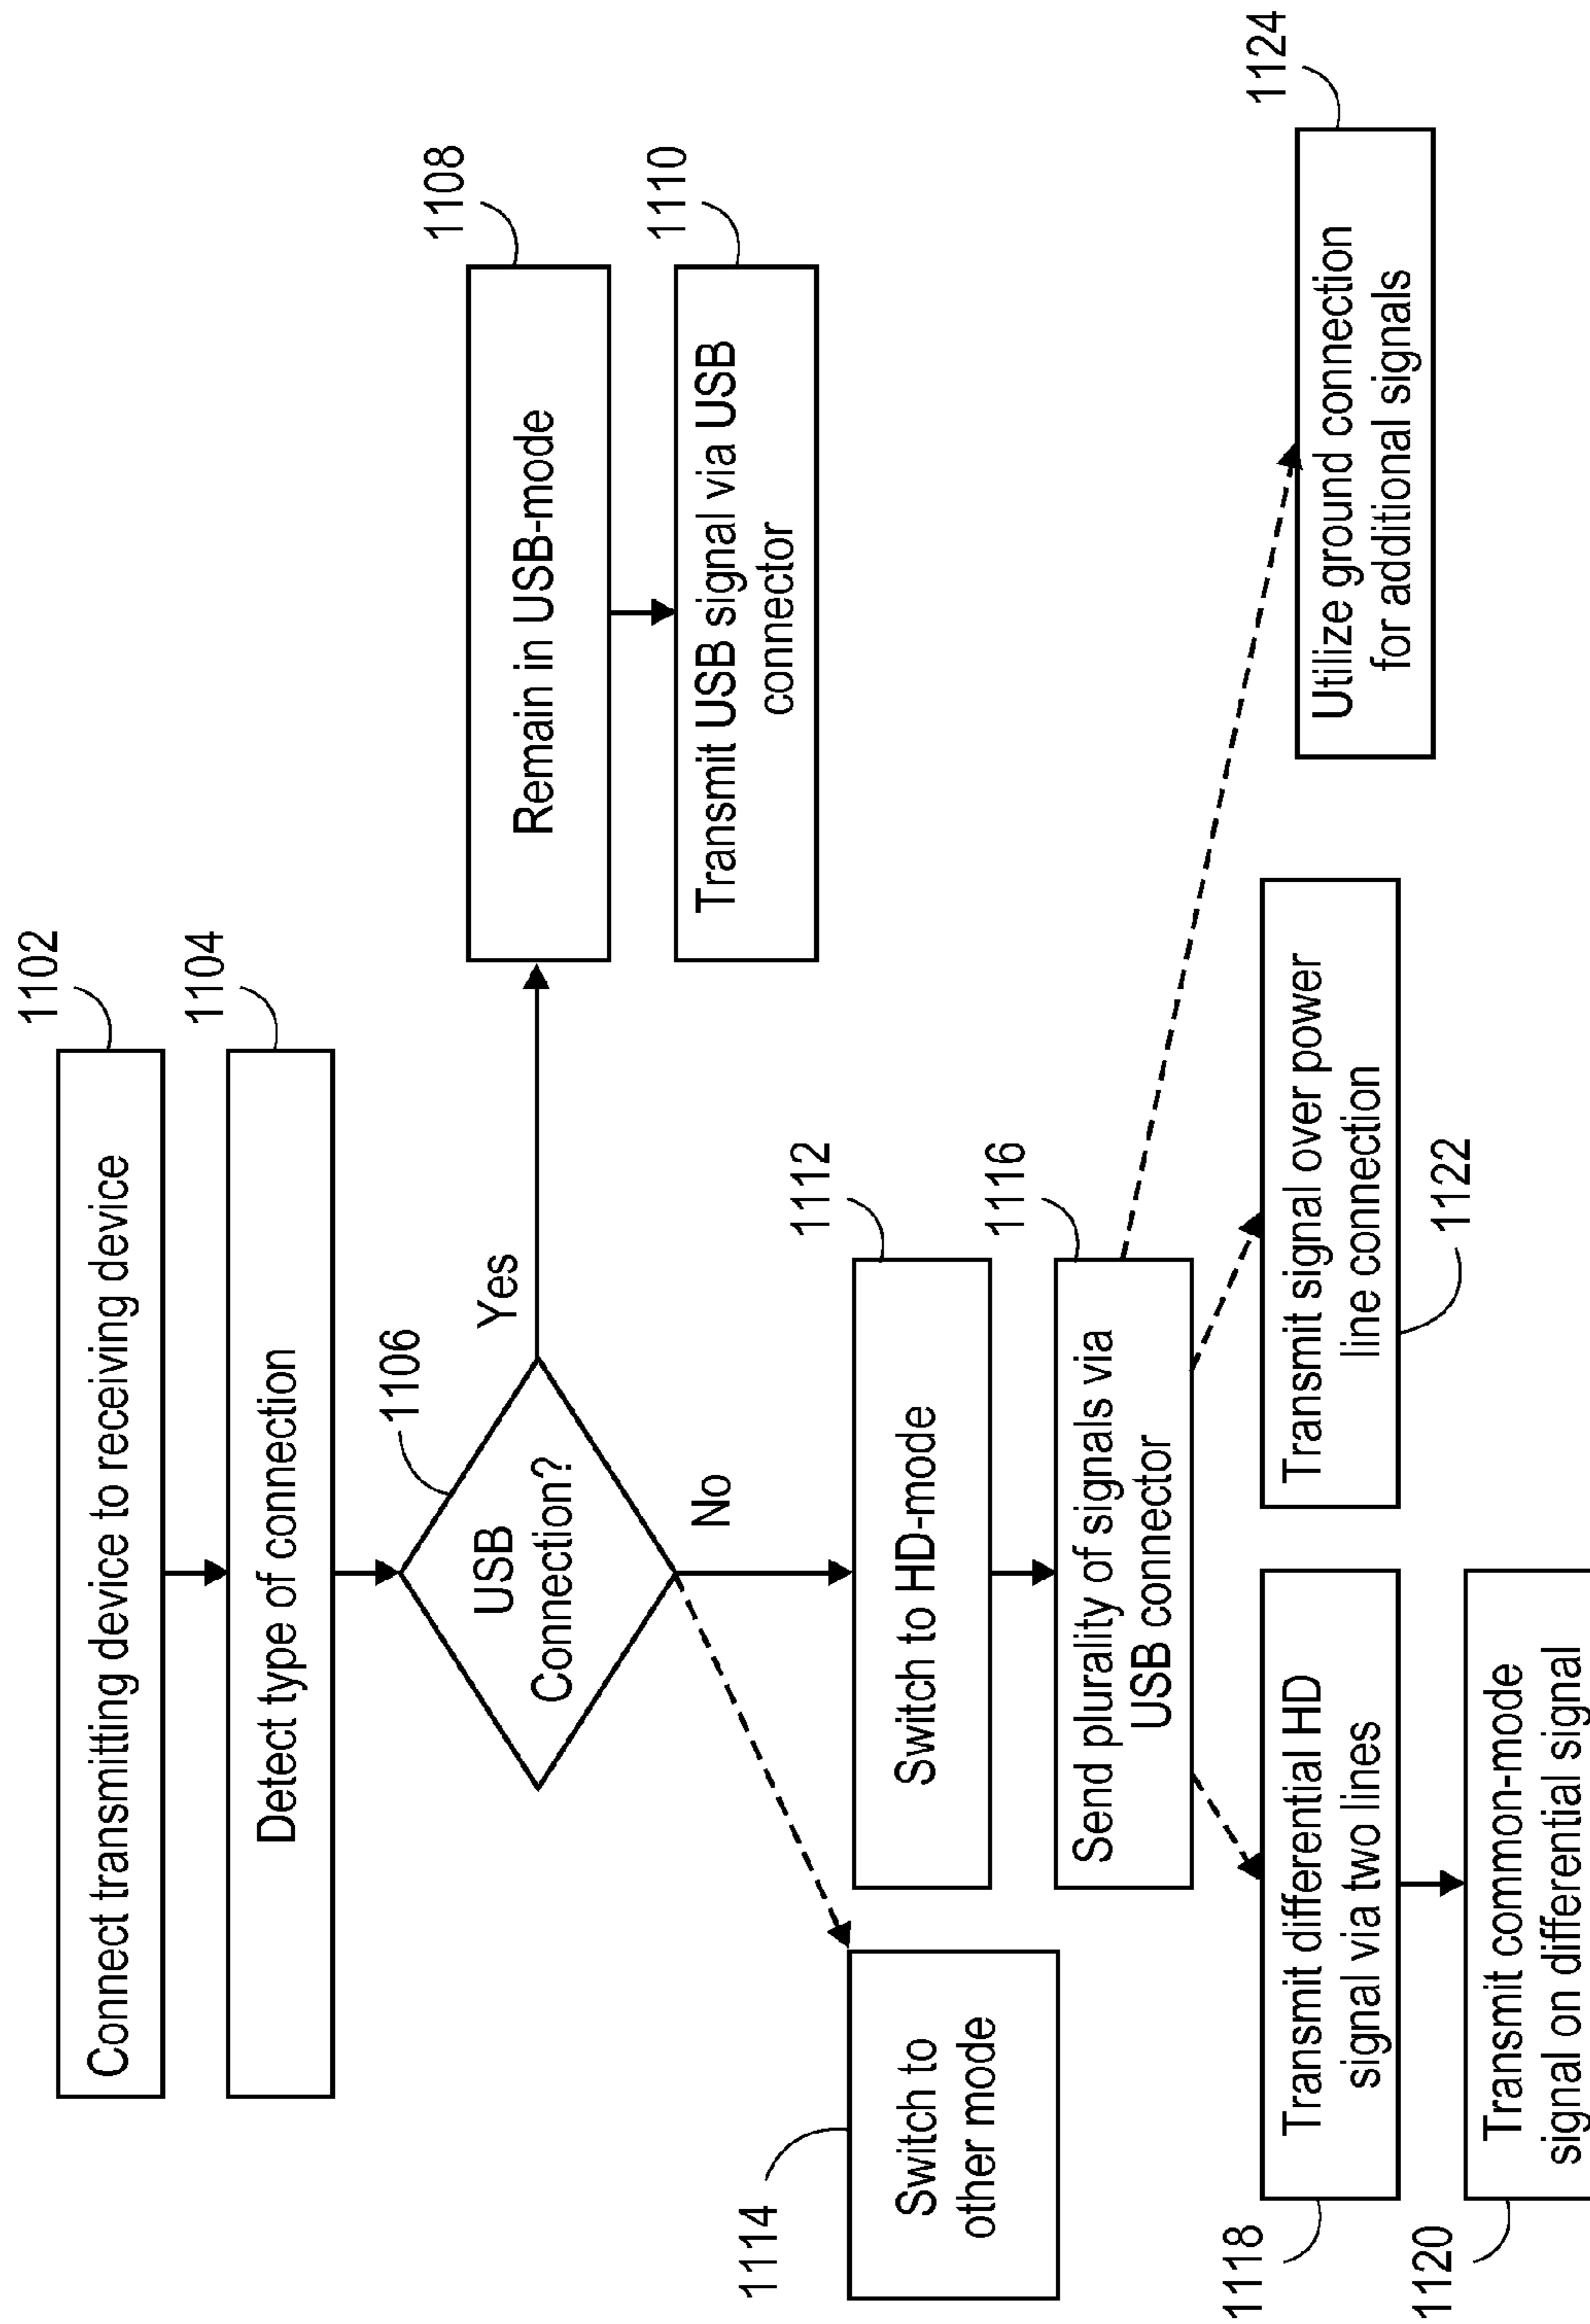 1102
Connect transmitting device to receiving device
1104
Detect type of connection
1106
USB
Connection?
Yes
No
1108
Remain in USB-mode
1110
Transmit USB signal via USB
connector
1112
Switch to HD-mode
1114
Switch to
other mode
1116
Send plurality of signals via
USB connector
1118
Transmit differential HD
signal via two lines
1120
Transmit common-mode
signal on differential signal
Transmit signal over power
line connection
1122
1124
Utilize ground connection
for additional signals